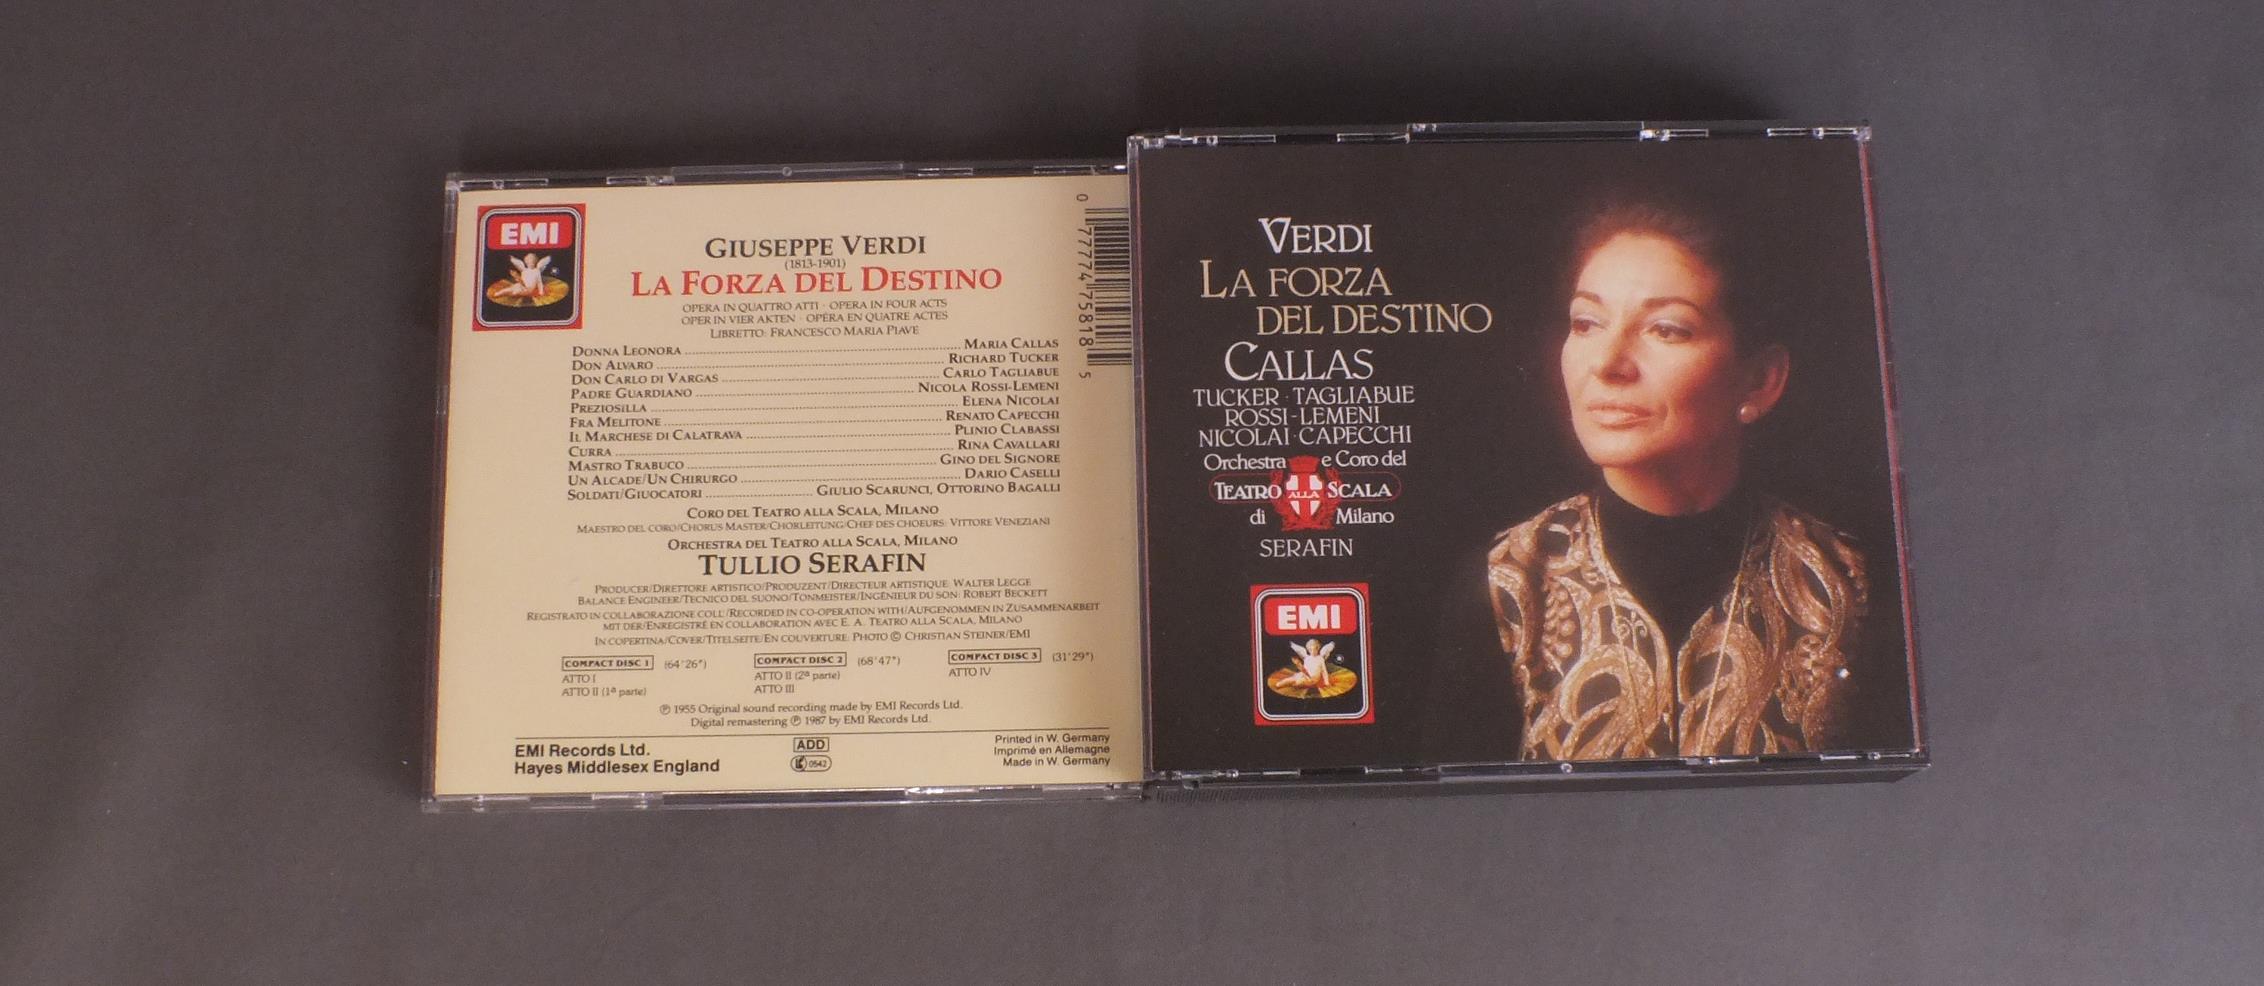 EMI
GIUSEPPE VERDI
(1813-1901)
LA FORZA DEL DESTINO
OPERA IN QUATTRO ATTI · OPERA IN FOUR ACTS
OPER IN VIER AKTEN · OPÉRA EN QUATRE ACTES
LIBRETTO: FRANCESCO MARIA PIAVE
DONNA LEONORA ........ MARIA CALLAS
DON ALVARO ........ RICHARD TUCKER
DON CARLO DI VARGAS ........ CARLO TAGLIABUE
PADRE GUARDIANO ........ NICOLA ROSSI-LEMENI
PREZIOSILLA ........ ELENA NICOLAI
FRA MELITONE ........ RENATO CAPECCHI
IL MARCHESE DI CALATRAVA ........ PLINIO CLABASSI
CURRA ........ RINA CAVALLARI
MASTRO TRABUCO ........ GINO DEL SIGNORE
UN ALCADE/UN CHIRURGO ........ DARIO CASELLI
SOLDATI/GIUOCATORI ........ GIULIO SCARUNCI, OTTORINO BAGALLI
CORO DEL TEATRO ALLA SCALA, MILANO
MAESTRO DEL CORO/CHORUS MASTER/CHORLEITUNG/CHEF DES CHOEURS: VITTORE VENEZIANI
ORCHESTRA DEL TEATRO ALLA SCALA, MILANO
TULLIO SERAFIN
PRODUCER/DIRETTORE ARTISTICO/PRODUZENT/DIRECTEUR ARTISTIQUE: WALTER LEGGE
BALANCE ENGINEER/TECNICO DEL SUONO/TONMEISTER/INGÉNIEUR DU SON: ROBERT BECKETT
REGISTRATO IN COLLABORAZIONE COLL'/RECORDED IN CO-OPERATION WITH/AUFGENOMMEN IN ZUSAMMENARBEIT
MIT DER/ENREGISTRÉ EN COLLABORATION AVEC E. A. TEATRO ALLA SCALA, MILANO
IN COPERTINA/COVER/TITELSEITE/EN COUVERTURE: PHOTO © CHRISTIAN STEINER/EMI
COMPACT DISC 1 (64'26")
ATTO I
ATTO II (1ª parte)
COMPACT DISC 2 (68'47")
ATTO II (2ª parte)
ATTO III
COMPACT DISC 3 (31'29")
ATTO IV
℗ 1955 Original sound recording made by EMI Records Ltd.
Digital remastering ℗ 1987 by EMI Records Ltd.
EMI Records Ltd.
Hayes Middlesex England
ADD
LC 0542
Printed in W. Germany
Imprimé en Allemagne
Made in W. Germany
0 77774 75818 5
VERDI
LA FORZA
DEL DESTINO
CALLAS
TUCKER · TAGLIABUE
ROSSI-LEMENI
NICOLAI · CAPECCHI
Orchestra e Coro del
TEATRO ALLA SCALA
di Milano
SERAFIN
EMI